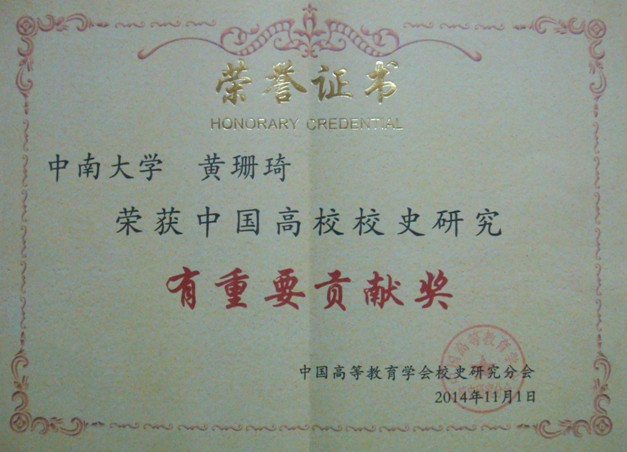 荣誉证书
HONORARY CREDENTIAL
中南大学 黄珊琦
荣获中国高校校史研究
有重要贡献奖
中国高等教育学会校史研究分会
2014年11月1日